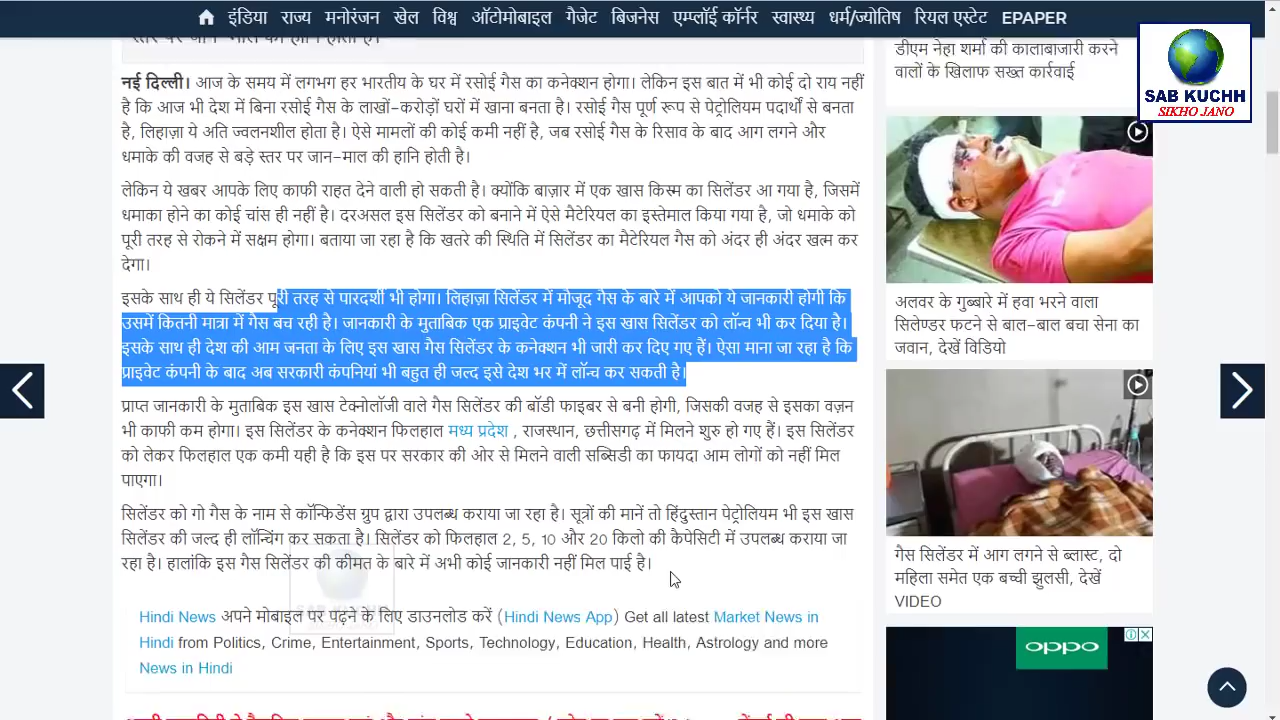 इंडिया राज्य मनोरंजन खेल विश्व ऑटोमोबाइल गैजेट बिजनेस एम्प्लॉई कॉर्नर स्वास्थ्य धर्म/ज्योतिष रियल एस्टेट EPAPER
नई दिल्ली। आज के समय में लगभग हर भारतीय के घर में रसोई गैस का कनेक्शन होगा। लेकिन इस बात में भी कोई दो राय नहीं
है कि आज भी देश में बिना रसोई गैस के लाखों-करोड़ों घरों में खाना बनता है। रसोई गैस पूर्ण रूप से पेट्रोलियम पदार्थों से बनता
है, लिहाज़ा ये अति ज्वलनशील होता है। ऐसे मामलों की कोई कमी नहीं है, जब रसोई गैस के रिसाव के बाद आग लगने और
धमाके की वजह से बड़े स्तर पर जान-माल की हानि होती है।
लेकिन ये खबर आपके लिए काफी राहत देने वाली हो सकती है। क्योंकि बाज़ार में एक खास किस्म का सिलेंडर आ गया है, जिसमें
धमाका होने का कोई चांस ही नहीं है। दरअसल इस सिलेंडर को बनाने में ऐसे मैटेरियल का इस्तेमाल किया गया है, जो धमाके को
पूरी तरह से रोकने में सक्षम होगा। बताया जा रहा है कि खतरे की स्थिति में सिलेंडर का मैटेरियल गैस को अंदर ही अंदर खत्म कर
देगा।
इसके साथ ही ये सिलेंडर पूरी तरह से पारदर्शी भी होगा। लिहाज़ा सिलेंडर में मौजूद गैस के बारे में आपको ये जानकारी होगी कि
उसमें कितनी मात्रा में गैस बच रही है। जानकारी के मुताबिक एक प्राइवेट कंपनी ने इस खास सिलेंडर को लॉन्च भी कर दिया है।
इसके साथ ही देश की आम जनता के लिए इस खास गैस सिलेंडर के कनेक्शन भी जारी कर दिए गए हैं। ऐसा माना जा रहा है कि
प्राइवेट कंपनी के बाद अब सरकारी कंपनियां भी बहुत ही जल्द इसे देश भर में लॉन्च कर सकती है।
प्राप्त जानकारी के मुताबिक इस खास टेक्नोलॉजी वाले गैस सिलेंडर की बॉडी फाइबर से बनी होगी, जिसकी वजह से इसका वज़न
भी काफी कम होगा। इस सिलेंडर के कनेक्शन फिलहाल मध्य प्रदेश , राजस्थान, छत्तीसगढ़ में मिलने शुरु हो गए हैं। इस सिलेंडर
को लेकर फिलहाल एक कमी यही है कि इस पर सरकार की ओर से मिलने वाली सब्सिडी का फायदा आम लोगों को नहीं मिल
पाएगा।
सिलेंडर को गो गैस के नाम से कॉन्फिडेंस ग्रुप द्वारा उपलब्ध कराया जा रहा है। सूत्रों की मानें तो हिंदुस्तान पेट्रोलियम भी इस खास
सिलेंडर की जल्द ही लॉन्चिंग कर सकता है। सिलेंडर को फिलहाल 2, 5, 10 और 20 किलो की कैपेसिटी में उपलब्ध कराया जा
रहा है। हालांकि इस गैस सिलेंडर की कीमत के बारे में अभी कोई जानकारी नहीं मिल पाई है।
Hindi News अपने मोबाइल पर पढ़ने के लिए डाउनलोड करें (Hindi News App) Get all latest Market News in
Hindi from Politics, Crime, Entertainment, Sports, Technology, Education, Health, Astrology and more
News in Hindi
डीएम नेहा शर्मा की कालाबाजारी करने
वालों के खिलाफ सख्त कार्रवाई
SAB KUCHH
SIKHO JANO
अलवर के गुब्बारे में हवा भरने वाला
सिलेण्डर फटने से बाल-बाल बचा सेना का
जवान, देखें विडियो
गैस सिलेंडर में आग लगने से ब्लास्ट, दो
महिला समेत एक बच्ची झुलसी, देखें
VIDEO
oppo
SAB KUCHH